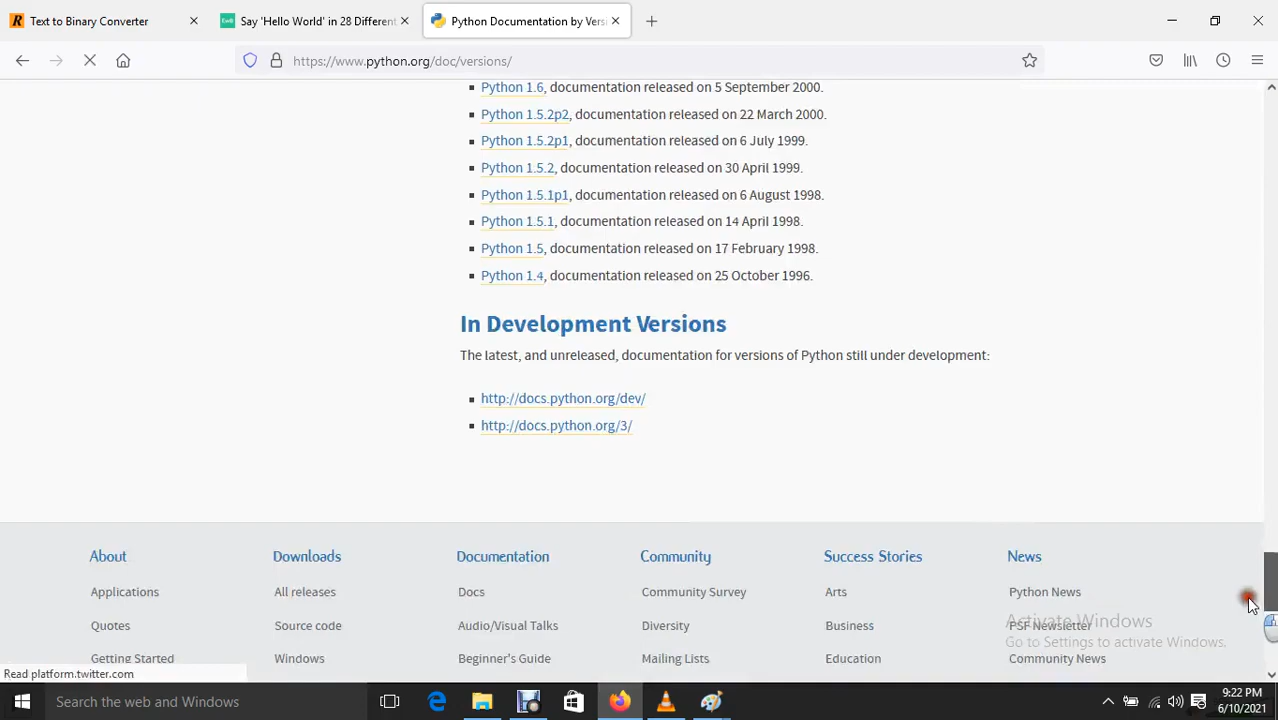 Text to Binary Converter
Say 'Hello World' in 28 Different
Python Documentation by Versi
https://www.python.org/doc/versions/
Python 1.6, documentation released on 5 September 2000.
Python 1.5.2p2, documentation released on 22 March 2000.
Python 1.5.2p1, documentation released on 6 July 1999.
Python 1.5.2, documentation released on 30 April 1999.
Python 1.5.1p1, documentation released on 6 August 1998.
Python 1.5.1, documentation released on 14 April 1998.
Python 1.5, documentation released on 17 February 1998.
Python 1.4, documentation released on 25 October 1996.
In Development Versions
The latest, and unreleased, documentation for versions of Python still under development:
http://docs.python.org/dev/
http://docs.python.org/3/
About Downloads Documentation Community Success Stories News
Applications All releases Docs Community Survey Arts Python News
Quotes Source code Audio/Visual Talks Diversity Business PSF Newsletter
Getting Started Windows Beginner's Guide Mailing Lists Education Community News
Activate Windows
Go to Settings to activate Windows.
Read platform.twitter.com
Search the web and Windows
9:22 PM
6/10/2021